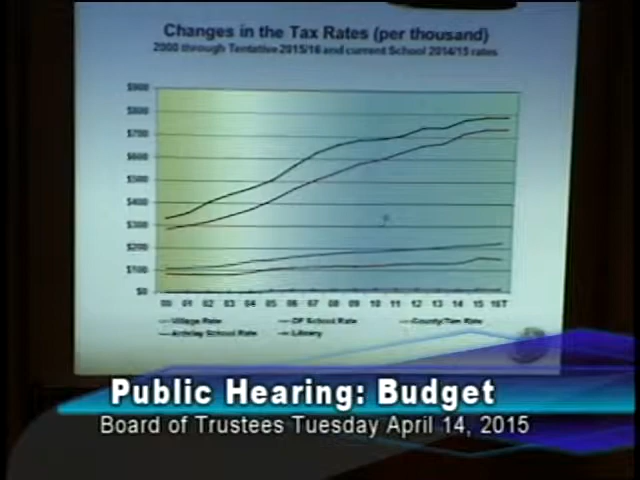 Changes in the Tax Rates (per thousand)
2000 through Tentative 2015/16 and current School 2014/15 rates
$900
$800
$700
$600
$500
$400
$300
$200
$100
$0
00 01 02 03 04 05 06 07 08 09 10 11 12 13 14 15 16T
Village Rate
School Rate
County/Twn Rate
Ardsley School Rate
Library
Public Hearing: Budget
Board of Trustees Tuesday April 14, 2015